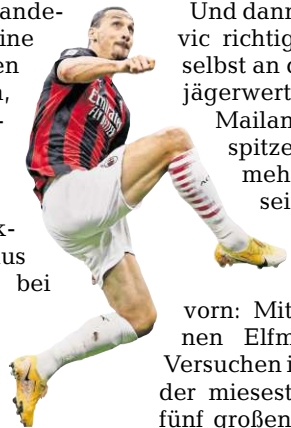 ande-
ine
en
,
-
k-
us
bei
Emirates
Und dann
vic richtig
selbst an d
jägerwert
Mailan
spitze
meh
sei
vorn: Mit
nen Elfm
Versuchen i
der miesest
fünf großen